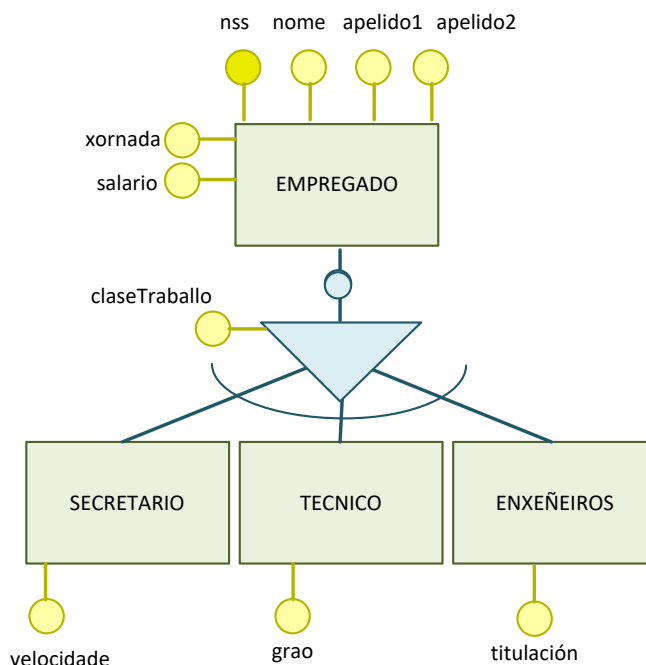 nss nome apelido1 apelido2
xornada
salario
EMPREGADO
claseTraballo
SECRETARIO TECNICO ENXEÑEIROS
velocidade grao titulación